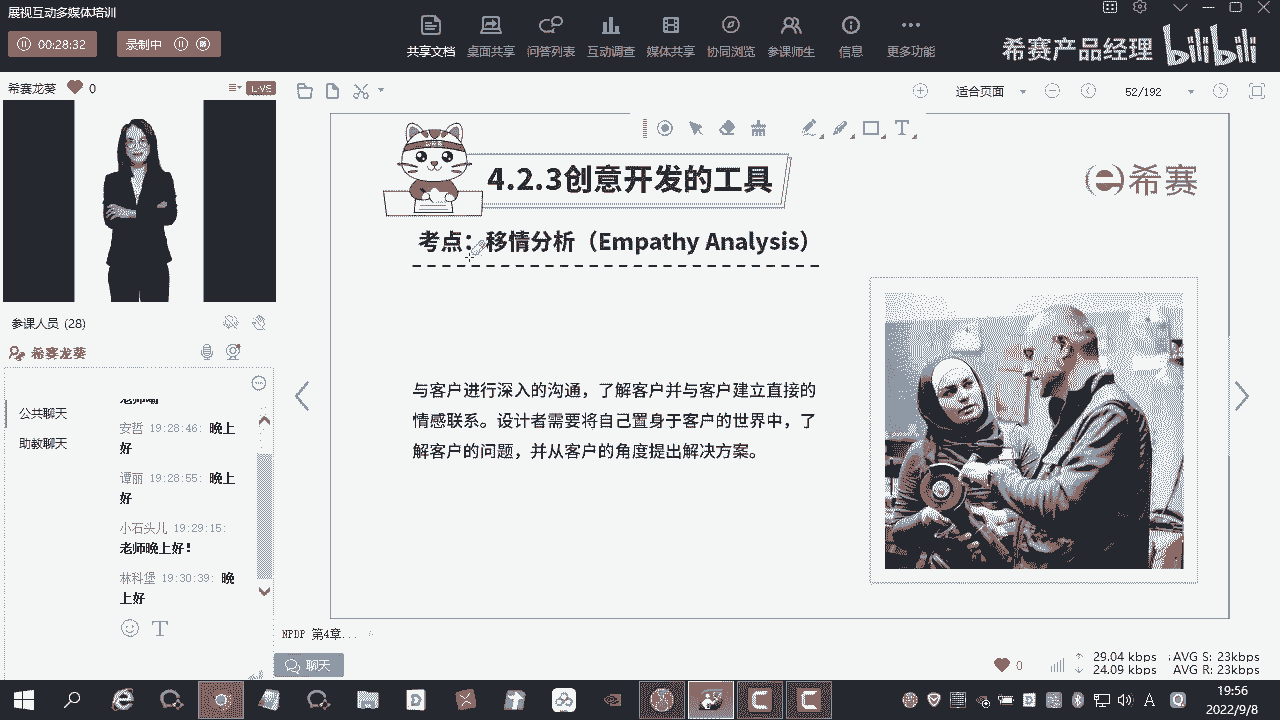 展视互动多媒体培训
00:28:32
录制中
共享文档
桌面共享
问答列表
互动调查
媒体共享
协同浏览
参课师生
信息
更多功能
希赛产品经理 bilibili
希赛龙葵 0
LIVE
适合页面
52/192
4.2.3创意开发的工具
希赛
考点：移情分析（Empathy Analysis）
与客户进行深入的沟通，了解客户并与客户建立直接的
情感联系。设计者需要将自己置身于客户的世界中，了
解客户的问题，并从客户的角度提出解决方案。
参课人员 (28)
希赛龙葵
公共聊天
助教聊天
安哲 19:28:46: 晚上
好
谭丽 19:28:55: 晚上
好
小石头儿 19:29:15:
老师晚上好！
林科堡 19:30:39: 晚
上好
NPDP 第4章...
聊天
0
29.04 kbps AVG S: 23kbps
24.09 kbps AVG R: 23kbps
19:56
2022/9/8